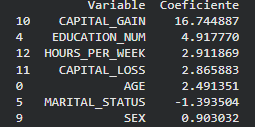 Variable Coeficiente
10 CAPITAL_GAIN 16.744887
4 EDUCATION_NUM 4.917770
12 HOURS_PER_WEEK 2.911869
11 CAPITAL_LOSS 2.865883
0 AGE 2.491351
5 MARITAL_STATUS -1.393504
9 SEX 0.903032